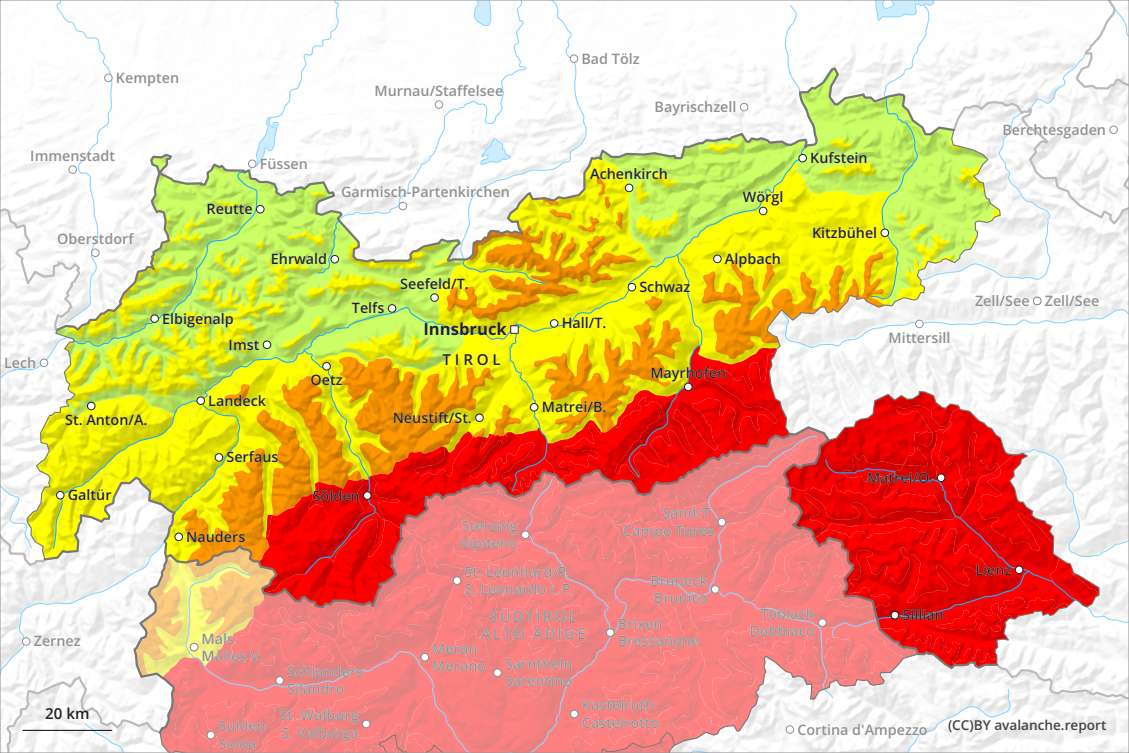 Bad Tölz
Kempten
Murnau/Staffelsee
Bayrischzell
Berchtesgaden
Immenstadt
Füssen
Kufstein
Achenkirch
Garmisch-Partenkirchen
Wörgl
Reutte
Kitzbühel
Oberstdorf
Ehrwald
Alpbach
Seefeld/T.
Schwaz
Zell/See
Zell/See
Telfs
Elbigenalp
Innsbruck
Hall/T.
Mittersill
Imst
Lech
TIROL
Oetz
Mayrhofen
Landeck
Matrei/B.
St. Anton/A.
Neustift/St.
Serfaus
Matrei/O.
Galtür
Sölden
Sand/T.
Campo Tures
Sterzing
Vipiteno
Nauders
Lienz
St. Leonhard/P.
S. Leonardo i. P.
Bruneck
Brunico
SÜDTIROL
ALTO ADIGE
Toblach
Dobbiaco
Sillian
Brixen
Bressanone
Zernez
Mals
Malles V.
Meran
Merano
Sarnthein
Sarentino
Schlanders
Silandro
Kastelruth
Castelrotto
St. Walburg
S. Valburga
Sulden
Solda
Cortina d'Ampezzo
20 km
(CC)BY avalanche.report